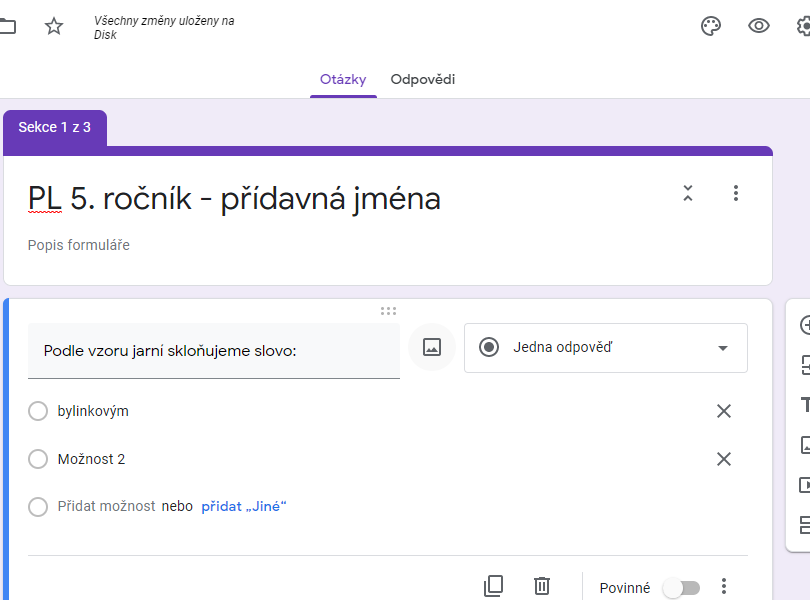 Všechny změny uloženy na
Disk
Otázky Odpovědi
Sekce 1 z 3
PL 5. ročník - přídavná jména
Popis formuláře
Podle vzoru jarní skloňujeme slovo:
Jedna odpověď
bylinkovým
Možnost 2
Přidat možnost nebo přidat „Jiné“
Povinné